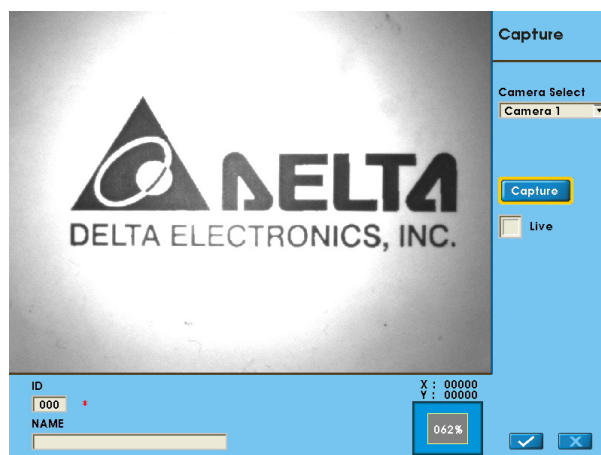 Capture
Camera Select
Camera 1
DELTA
DELTA ELECTRONICS, INC.
Capture
Live
ID
000 *
NAME
X : 00000
Y : 00000
062%